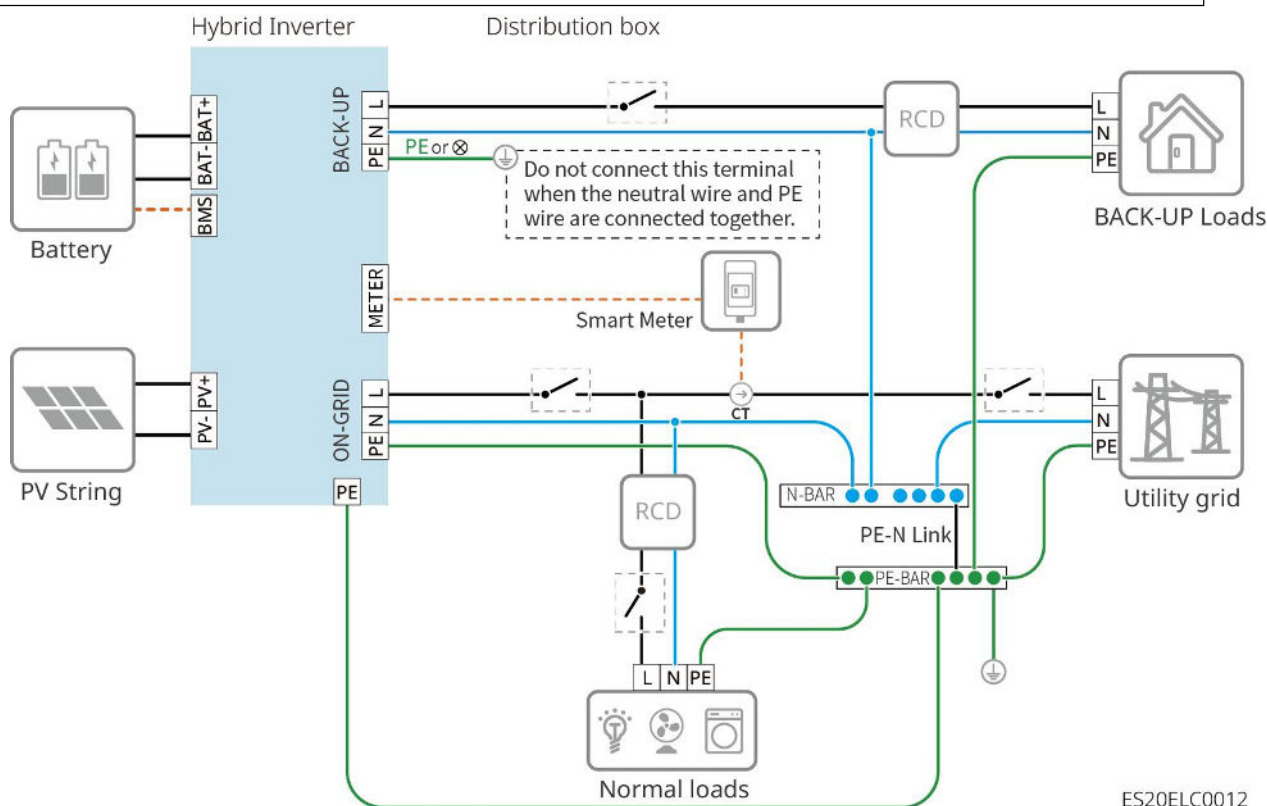 Hybrid Inverter
Distribution box
BAT+
BAT-
BMS
Battery
BACK-UP
L
N
PE
PE or ⊗
Do not connect this terminal
when the neutral wire and PE
wire are connected together.
RCD
L
N
PE
BACK-UP Loads
METER
Smart Meter
PV+
PV-
PV String
ON-GRID
L
N
PE
CT
L
N
PE
Utility grid
PE
RCD
N-BAR
PE-N Link
PE-BAR
L
N
PE
Normal loads
ES20ELC0012